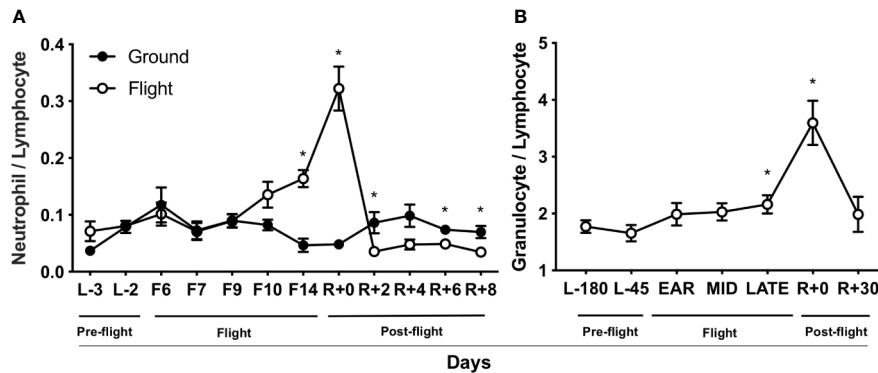 A
Neutrophil / Lymphocyte
0.4
0.3
0.2
0.1
0.0
Ground
Flight
*
*
*
*
*
L-3 L-2 F6 F7 F9 F10 F14 R+0 R+2 R+4 R+6 R+8
Pre-flight Flight Post-flight
B
Granulocyte / Lymphocyte
5
4
3
2
1
*
*
L-180 L-45 EAR MID LATE R+0 R+30
Pre-flight Flight Post-flight
Days